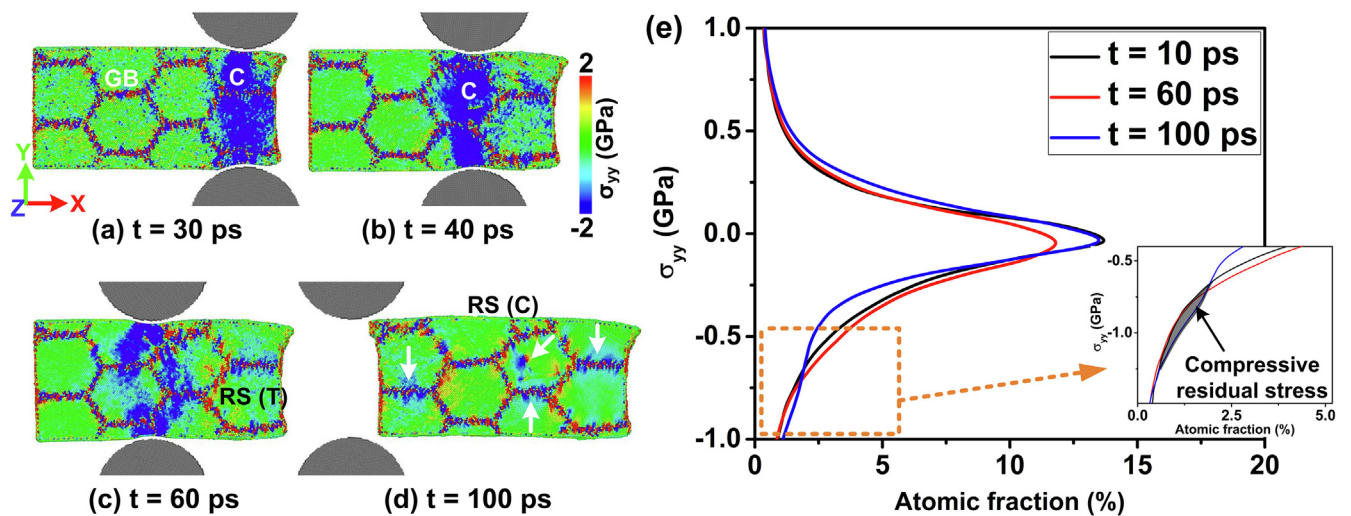 GB
C
Y
Z
X
(a) t = 30 ps
C
(b) t = 40 ps
2
σyy (GPa)
-2
RS (T)
(c) t = 60 ps
RS (C)
(d) t = 100 ps
(e)
t = 10 ps
t = 60 ps
t = 100 ps
1.0
0.5
0.0
-0.5
-1.0
σyy (GPa)
0
5
10
15
20
Atomic fraction (%)
-0.5
-1.0
σyy (GPa)
Compressive
residual stress
0.0
2.5
5.0
Atomic fraction (%)